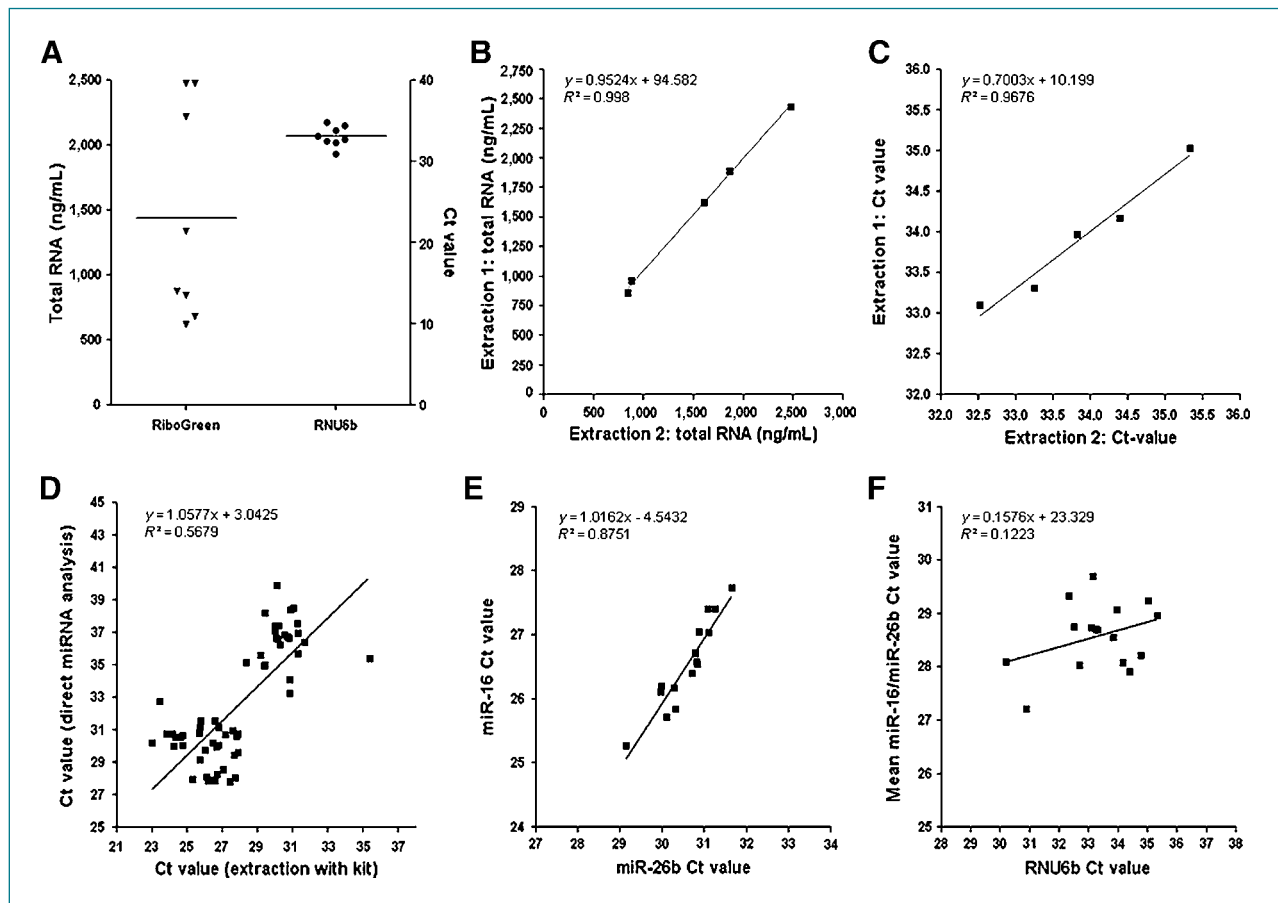 A
2,500
2,000
1,500
1,000
500
0
Total RNA (ng/mL)
40
30
20
10
0
Ct value
RiboGreen
RNU6b
B
y = 0.9524x + 94.582
R² = 0.998
2,750
2,500
2,250
2,000
1,750
1,500
1,250
1,000
750
500
250
0
Extraction 1: total RNA (ng/mL)
0 500 1,000 1,500 2,000 2,500 3,000
Extraction 2: total RNA (ng/mL)
C
y = 0.7003x + 10.199
R² = 0.9676
36.0
35.0
34.0
33.0
32.0
Extraction 1: Ct value
32.0 32.5 33.0 33.5 34.0 34.5 35.0 35.5 36.0
Extraction 2: Ct-value
D
y = 1.0577x + 3.0425
R² = 0.5679
45
43
41
39
37
35
33
31
29
27
25
Ct value (direct miRNA analysis)
21 23 25 27 29 31 33 35 37
Ct value (extraction with kit)
E
y = 1.0162x - 4.5432
R² = 0.8751
29
28
27
26
25
24
miR-16 Ct value
27 28 29 30 31 32 33 34
miR-26b Ct value
F
y = 0.1576x + 23.329
R² = 0.1223
31
30
29
28
27
26
25
Mean miR-16/miR-26b Ct value
28 29 30 31 32 33 34 35 36 37 38
RNU6b Ct value